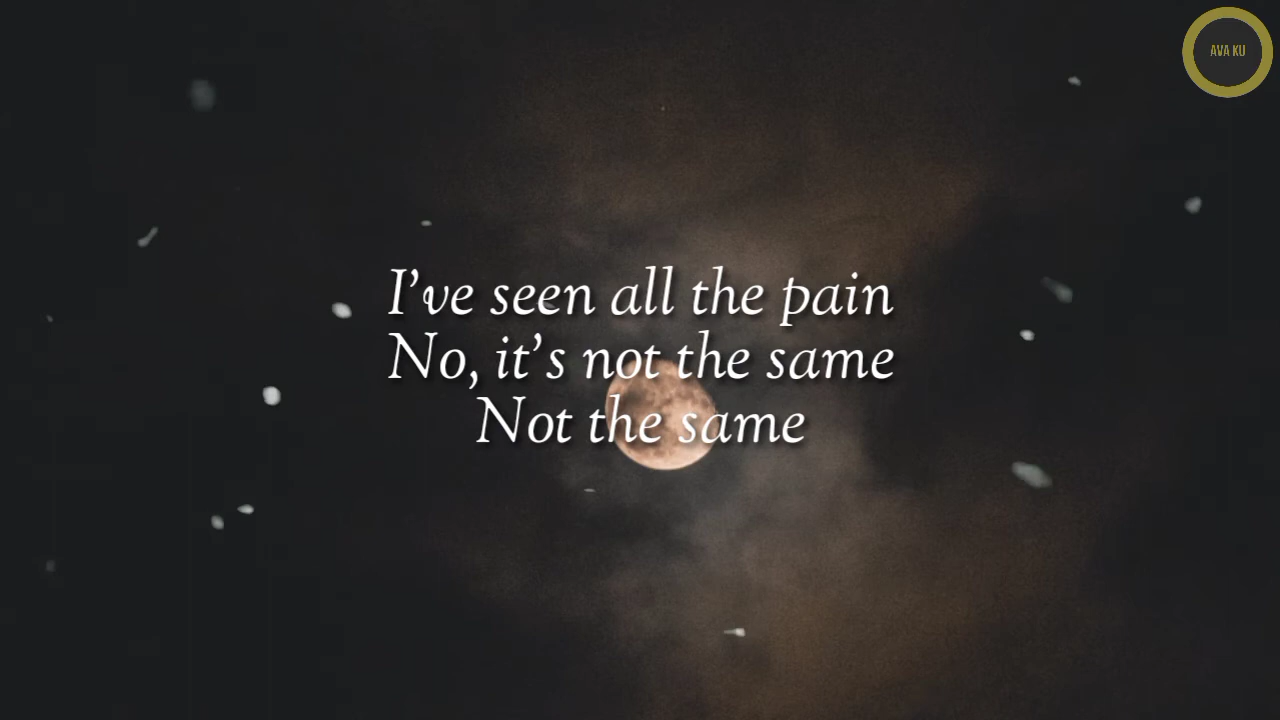 AVA KU
I've seen all the pain
No, it's not the same
Not the same